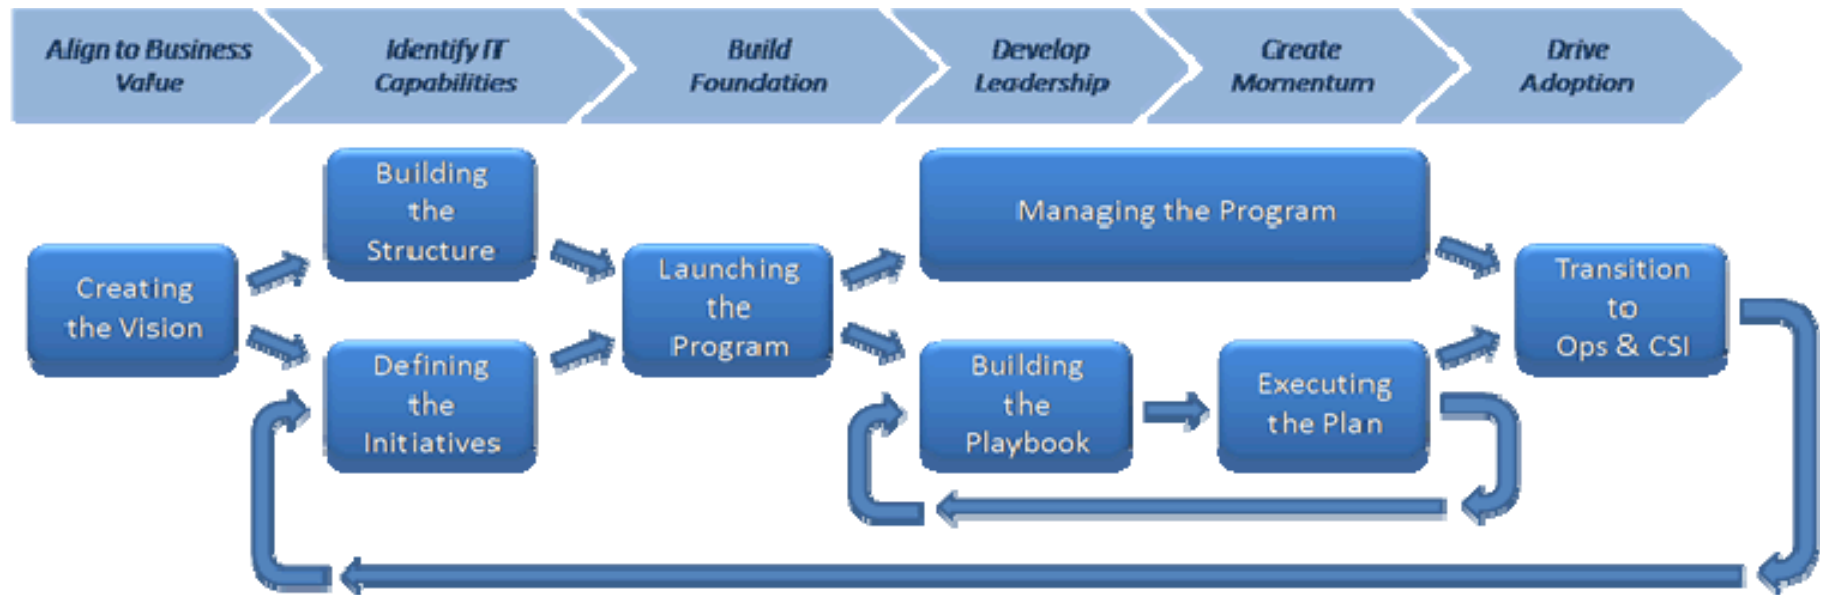 Align to Business
Value
Identify IT
Capabilities
Build
Foundation
Develop
Leadership
Create
Momentum
Drive
Adoption
Building
the
Structure
Managing the Program
Creating
the Vision
Launching
the
Program
Transition
to
Ops & CSI
Defining
the
Initiatives
Building
the
Playbook
Executing
the Plan